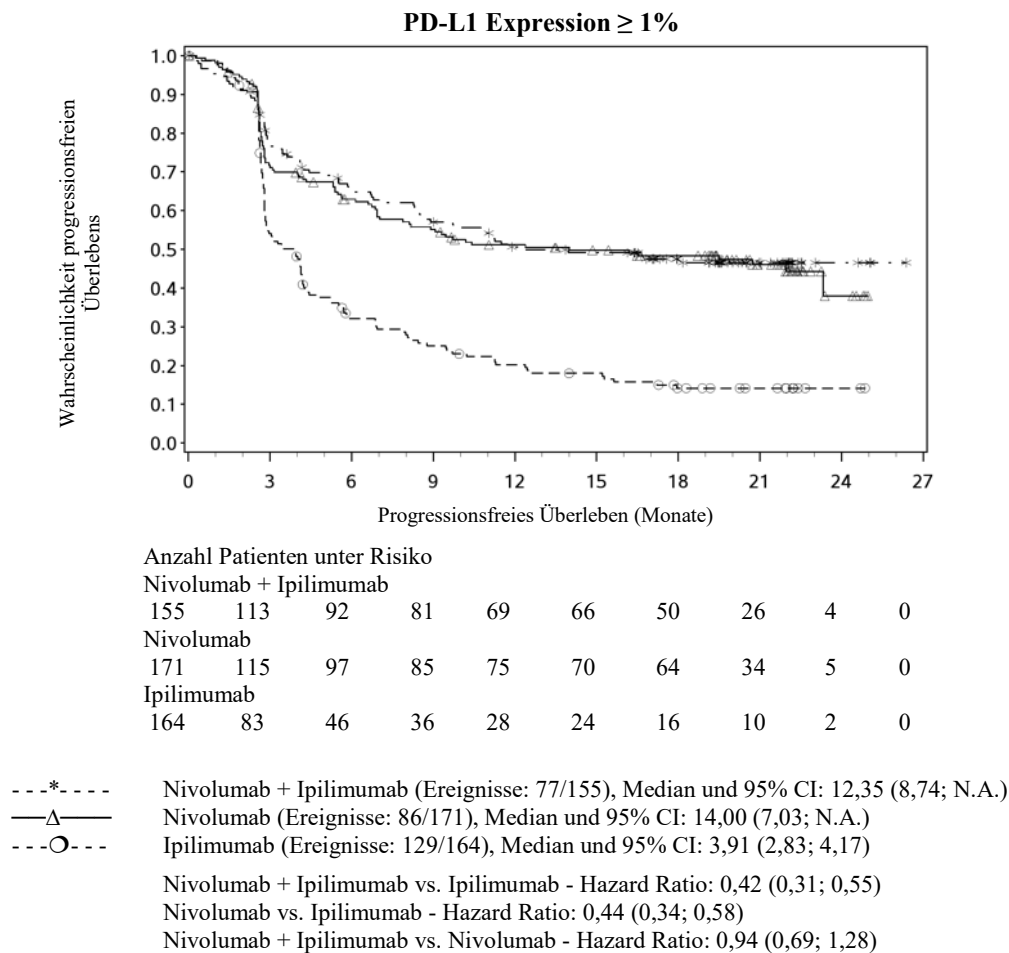 PD-L1 Expression ≥ 1%
Wahrscheinlichkeit progressionsfreien
Überlebens
1.0
0.9
0.8
0.7
0.6
0.5
0.4
0.3
0.2
0.1
0.0
0 3 6 9 12 15 18 21 24 27
Progressionsfreies Überleben (Monate)
Anzahl Patienten unter Risiko
Nivolumab + Ipilimumab
155 113 92 81 69 66 50 26 4 0
Nivolumab
171 115 97 85 75 70 64 34 5 0
Ipilimumab
164 83 46 36 28 24 16 10 2 0
- - -*- - - - Nivolumab + Ipilimumab (Ereignisse: 77/155), Median und 95% CI: 12,35 (8,74; N.A.)
──Δ─── Nivolumab (Ereignisse: 86/171), Median und 95% CI: 14,00 (7,03; N.A.)
- - -O- - - Ipilimumab (Ereignisse: 129/164), Median und 95% CI: 3,91 (2,83; 4,17)
Nivolumab + Ipilimumab vs. Ipilimumab - Hazard Ratio: 0,42 (0,31; 0,55)
Nivolumab vs. Ipilimumab - Hazard Ratio: 0,44 (0,34; 0,58)
Nivolumab + Ipilimumab vs. Nivolumab - Hazard Ratio: 0,94 (0,69; 1,28)